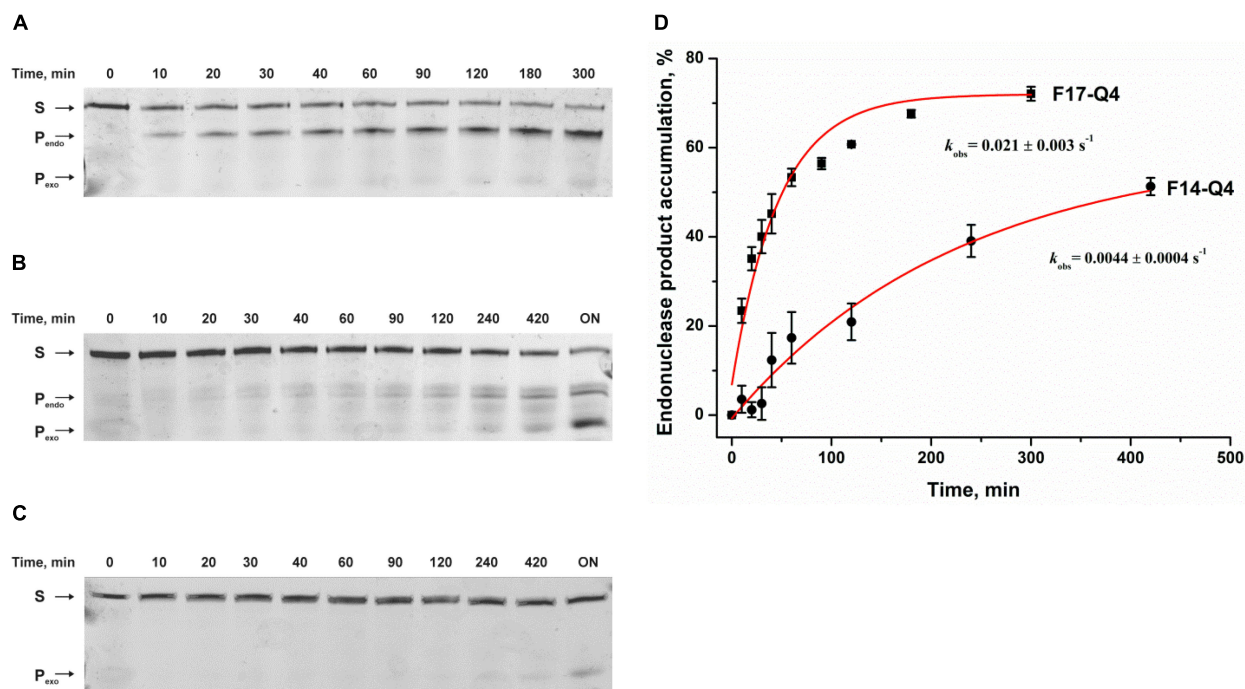 A
Time, min 0 10 20 30 40 60 90 120 180 300
S →
Pendo →
Pexo →
B
Time, min 0 10 20 30 40 60 90 120 240 420 ON
S →
Pendo →
Pexo →
C
Time, min 0 10 20 30 40 60 90 120 240 420 ON
S →
Pexo →
D
Endonuclease product accumulation, %
80
60
40
20
0
F17-Q4
kobs = 0.021 ± 0.003 s-1
F14-Q4
kobs = 0.0044 ± 0.0004 s-1
0 100 200 300 400 500
Time, min